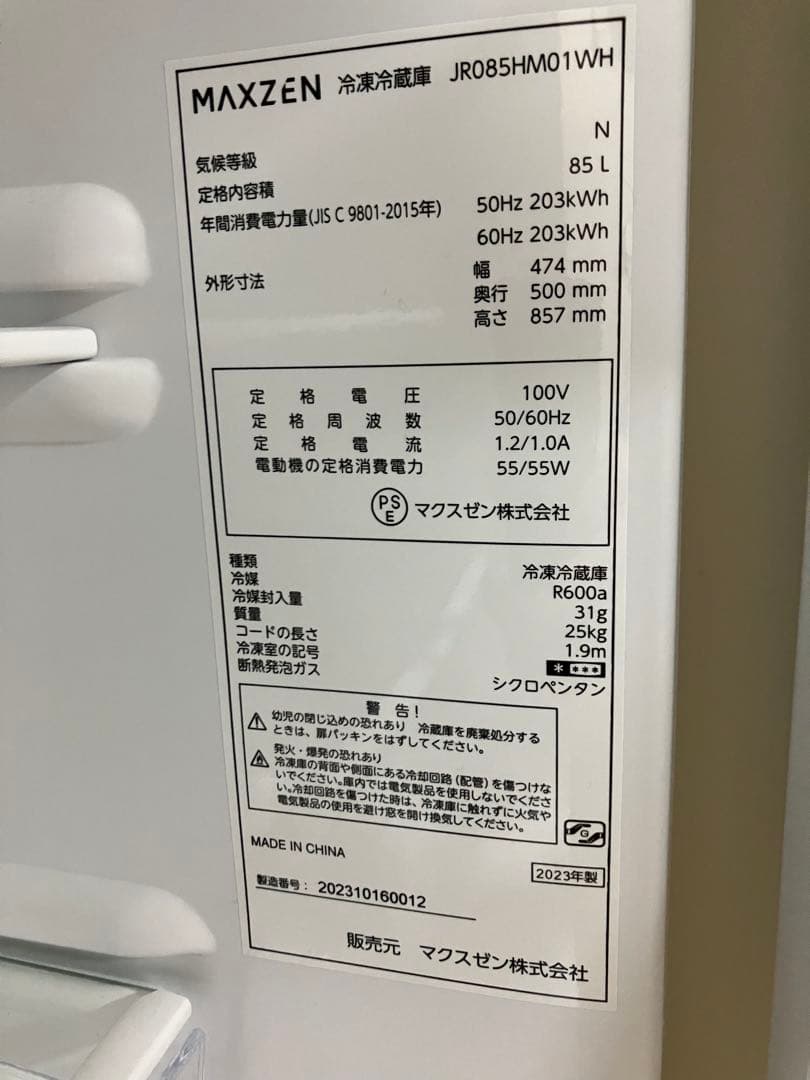 MAXZEN 冷凍冷蔵庫 JR085HM01WH
気候等級 N
定格内容積 85 L
年間消費電力量(JIS C 9801-2015年) 50Hz 203kWh
60Hz 203kWh
外形寸法 幅 474 mm
奥行 500 mm
高さ 857 mm
定格電圧 100V
定格周波数 50/60Hz
定格電流 1.2/1.0A
電動機の定格消費電力 55/55W
PSE マクスゼン株式会社
種類 冷凍冷蔵庫
冷媒 R600a
冷媒封入量 31g
質量 25kg
コードの長さ 1.9m
冷凍室の記号 * ***
断熱発泡ガス シクロペンタン
警告!
幼児の閉じ込めの恐れあり 冷蔵庫を廃棄処分する
ときは、扉パッキンをはずしてください。
発火・爆発の恐れあり
冷凍庫の背面や側面にある冷却回路(配管)を傷つけな
いでください。庫内では電気製品を使用しないでくださ
い。冷却回路を傷つけた時は、冷凍庫に触れずに火気や
電気製品の使用を避け窓を開け換気してください。
G
MADE IN CHINA
2023年製
製造番号: 202310160012
販売元 マクスゼン株式会社